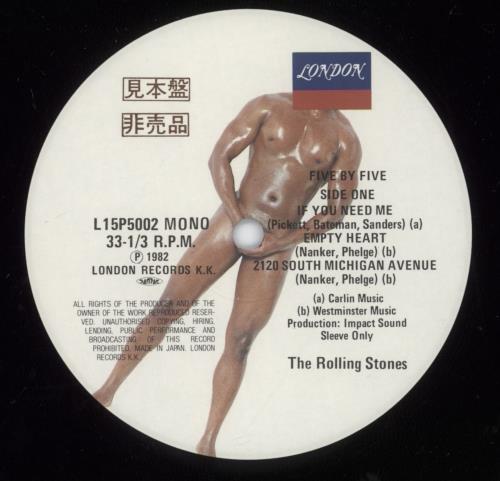 LONDON
見本盤
非売品
L15P5002 MONO
33-1/3 R.P.M.
Ⓟ 1982
LONDON RECORDS K.K.
ALL RIGHTS OF THE PRODUCER AND OF THE
OWNER OF THE WORK REPRODUCED RESER-
VED. UNAUTHORISED COPYING, HIRING,
LENDING, PUBLIC PERFORMANCE AND
BROADCASTING OF THIS RECORD
PROHIBITED. MADE IN JAPAN. LONDON
RECORDS K.K.
FIVE BY FIVE
SIDE ONE
IF YOU NEED ME
(Pickett, Bateman, Sanders) (a)
EMPTY HEART
(Nanker, Phelge) (b)
2120 SOUTH MICHIGAN AVENUE
(Nanker, Phelge) (b)
(a) Carlin Music
(b) Westminster Music
Production: Impact Sound
Sleeve Only
The Rolling Stones